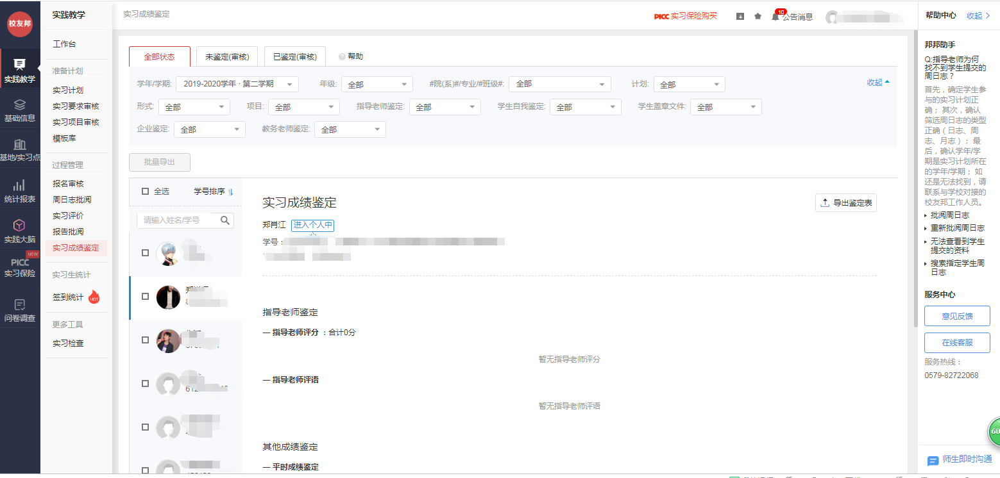 校友邦
实践教学
基础信息
基地/实习点
统计报表
实践大脑
NEW
PICC
实习保险
问卷调查
实践教学
工作台
准备计划
实习计划
实习要求审核
实习项目审核
模板库
过程管理
报名审核
周日志批阅
实习评价
报告批阅
实习成绩鉴定
实习生统计
签到统计 HOT
更多工具
实习检查
实习成绩鉴定
PICC 实习保险购买
10
公告消息
全部状态 未鉴定(审核) 已鉴定(审核) 帮助
学年/学期: 2019-2020学年 · 第二学期 年级: 全部 #院(系)#/专业/#班级#: 全部 计划: 全部 收起
形式: 全部 项目: 全部 指导老师鉴定: 全部 学生自我鉴定: 全部 学生盖章文件: 全部
企业鉴定: 全部 教务老师鉴定: 全部
批量导出
全选 学号排序
请输入姓名/学号
实习成绩鉴定
导出鉴定表
郑肖江 进入个人中
学号：
指导老师鉴定
— 指导老师评分 ：合计0分
暂无指导老师评分
— 指导老师评语
暂无指导老师评语
其他成绩鉴定
— 平时成绩鉴定
帮助中心 收起
邦邦助手
Q:指导老师为何
找不到学生提交的
周日志？
首先，确定学生参
与的实习计划正
确； 其次，确认
筛选周日志的类型
正确（日志、周
志、月志）； 最
后，确认学年/学
期是实习计划所在
的学年/学期； 如
还是无法找到，请
联系与学校对接的
校友邦工作人员。
批阅周日志
重新批阅周日志
无法查看到学生
提交的资料
搜索指定学生周
日志
服务中心
意见反馈
在线客服
服务热线：
0579-82722068
60
师生即时沟通